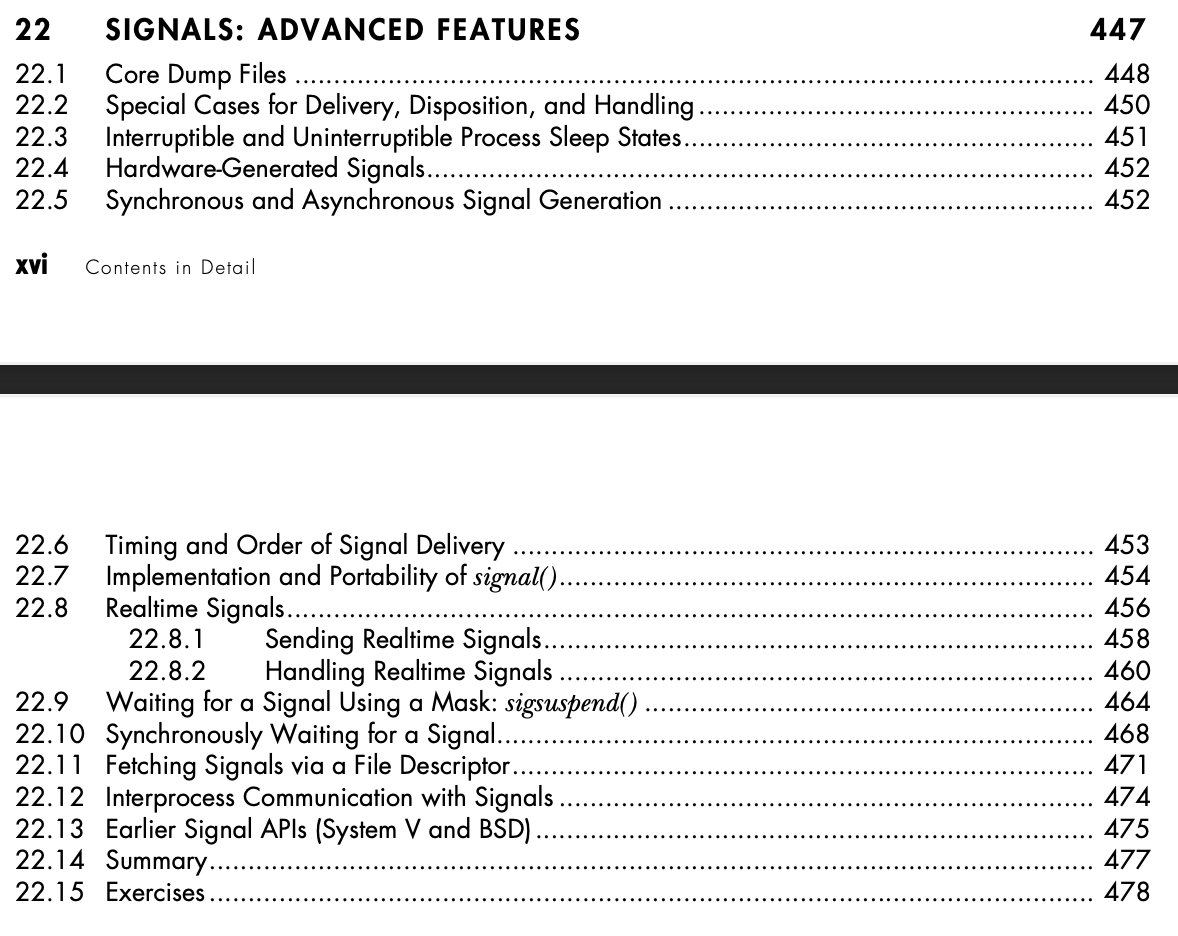 22 SIGNALS: ADVANCED FEATURES 447
22.1 Core Dump Files ........................................................................................................ 448
22.2 Special Cases for Delivery, Disposition, and Handling ................................................... 450
22.3 Interruptible and Uninterruptible Process Sleep States..................................................... 451
22.4 Hardware-Generated Signals...................................................................................... 452
22.5 Synchronous and Asynchronous Signal Generation ....................................................... 452
xvi Contents in Detail
22.6 Timing and Order of Signal Delivery ........................................................................... 453
22.7 Implementation and Portability of signal()..................................................................... 454
22.8 Realtime Signals........................................................................................................ 456
22.8.1 Sending Realtime Signals....................................................................... 458
22.8.2 Handling Realtime Signals ..................................................................... 460
22.9 Waiting for a Signal Using a Mask: sigsuspend() .......................................................... 464
22.10 Synchronously Waiting for a Signal............................................................................. 468
22.11 Fetching Signals via a File Descriptor........................................................................... 471
22.12 Interprocess Communication with Signals ..................................................................... 474
22.13 Earlier Signal APIs (System V and BSD) ........................................................................ 475
22.14 Summary.................................................................................................................. 477
22.15 Exercises .................................................................................................................. 478